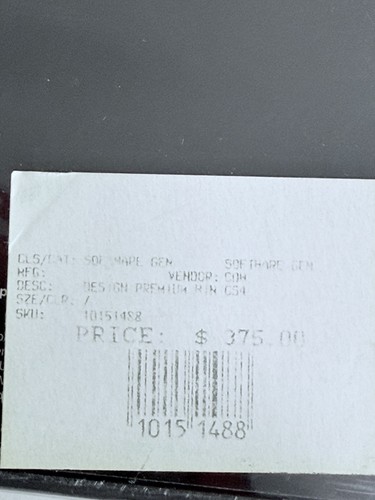 CLS/CAT: SOFTWARE GEN SOFTWARE GEN
MFG: VENDOR: CDW
DESC: DESIGN PREMIUM WIN CS4
SZE/CLR: /
SKU: 10151488
PRICE: $ 375.00
1015 1488